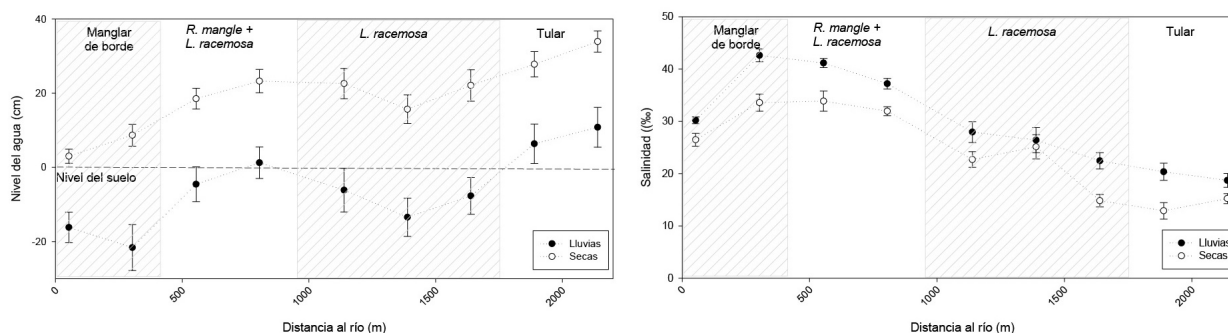 40
20
0
-20
Nivel del agua (cm)
Manglar
de borde
R. mangle +
L. racemosa
L. racemosa
Tular
Nivel del suelo
Lluvias
Secas
0
500
1000
1500
2000
Distancia al río (m)
50
40
30
20
10
0
Salinidad ((‰)
Manglar
de borde
R. mangle +
L. racemosa
L. racemosa
Tular
Lluvias
Secas
0
500
1000
1500
2000
Distancia al río (m)